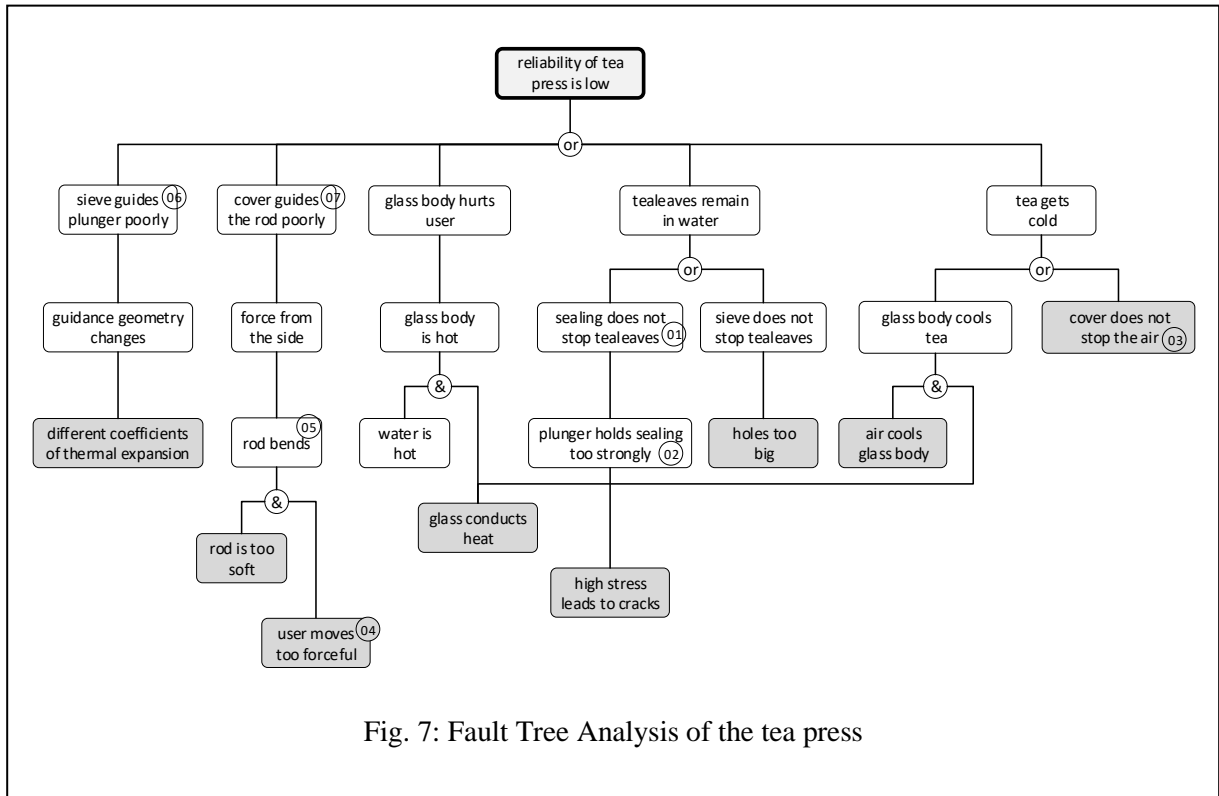 reliability of tea
press is low
or
sieve guides 06
plunger poorly
cover guides 07
the rod poorly
glass body hurts
user
tealeaves remain
in water
tea gets
cold
or
or
guidance geometry
changes
force from
the side
glass body
is hot
sealing does not
stop tealeaves 01
sieve does not
stop tealeaves
glass body cools
tea
cover does not
stop the air 03
&
&
different coefficients
of thermal expansion
rod bends 05
water is
hot
plunger holds sealing
too strongly 02
holes too
big
air cools
glass body
&
rod is too
soft
glass conducts
heat
high stress
leads to cracks
user moves 04
too forceful
Fig. 7: Fault Tree Analysis of the tea press